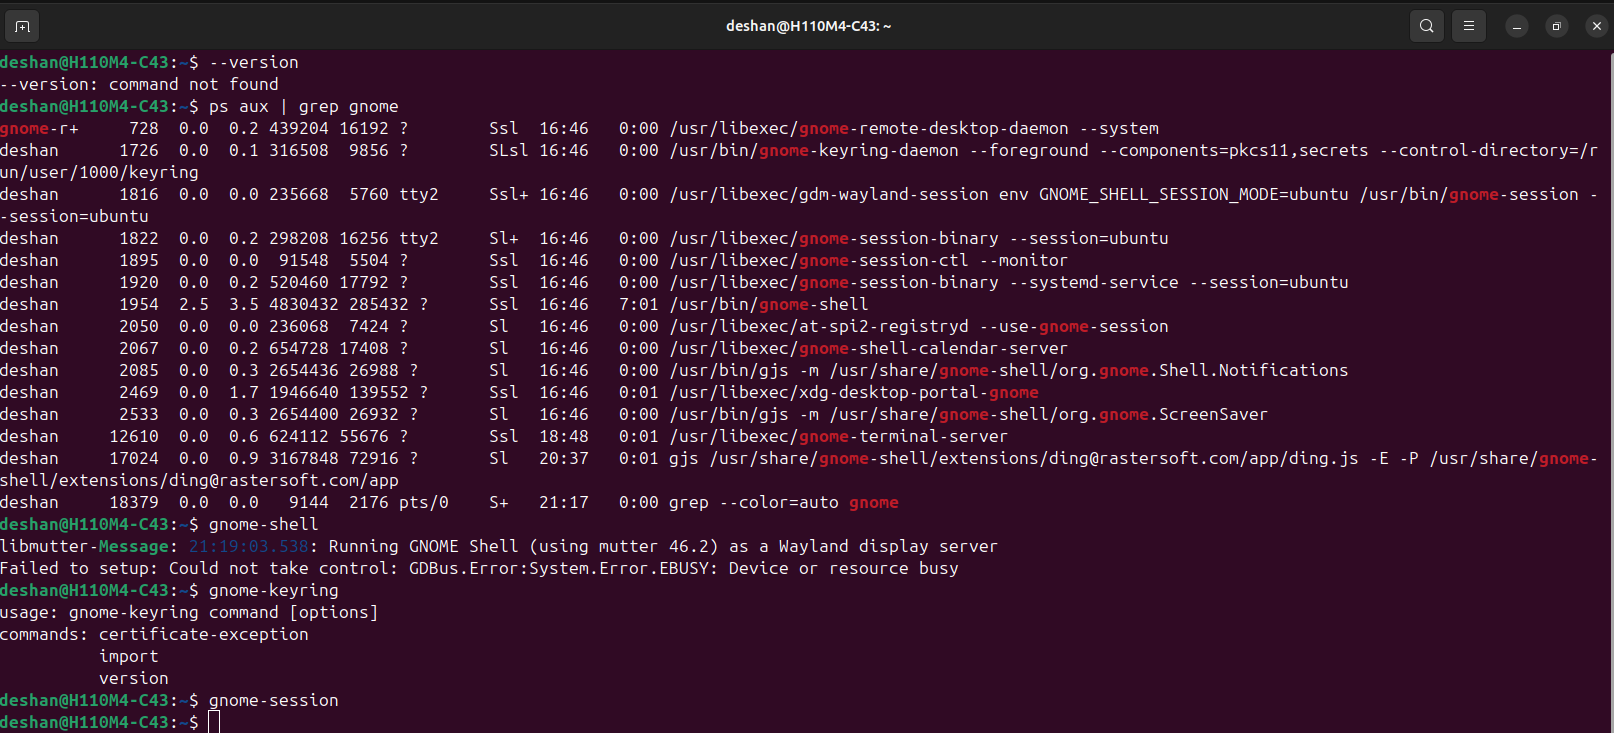 deshan@H110M4-C43: ~
deshan@H110M4-C43:~$ --version
--version: command not found
deshan@H110M4-C43:~$ ps aux | grep gnome
gnome-r+     728  0.0  0.2 439204 16192 ?        Ssl  16:46   0:00 /usr/libexec/gnome-remote-desktop-daemon --system
deshan      1726  0.0  0.1 316508  9856 ?        SLsl 16:46   0:00 /usr/bin/gnome-keyring-daemon --foreground --components=pkcs11,secrets --control-directory=/r
un/user/1000/keyring
deshan      1816  0.0  0.0 235668  5760 tty2     Ssl+ 16:46   0:00 /usr/libexec/gdm-wayland-session env GNOME_SHELL_SESSION_MODE=ubuntu /usr/bin/gnome-session -
-session=ubuntu
deshan      1822  0.0  0.2 298208 16256 tty2     Sl+  16:46   0:00 /usr/libexec/gnome-session-binary --session=ubuntu
deshan      1895  0.0  0.0  91548  5504 ?        Ssl  16:46   0:00 /usr/libexec/gnome-session-ctl --monitor
deshan      1920  0.0  0.2 520460 17792 ?        Ssl  16:46   0:00 /usr/libexec/gnome-session-binary --systemd-service --session=ubuntu
deshan      1954  2.5  3.5 4830432 285432 ?      Ssl  16:46   7:01 /usr/bin/gnome-shell
deshan      2050  0.0  0.0 236068  7424 ?        Sl   16:46   0:00 /usr/libexec/at-spi2-registryd --use-gnome-session
deshan      2067  0.0  0.2 654728 17408 ?        Sl   16:46   0:00 /usr/libexec/gnome-shell-calendar-server
deshan      2085  0.0  0.3 2654436 26988 ?       Sl   16:46   0:00 /usr/bin/gjs -m /usr/share/gnome-shell/org.gnome.Shell.Notifications
deshan      2469  0.0  1.7 1946640 139552 ?      Ssl  16:46   0:01 /usr/libexec/xdg-desktop-portal-gnome
deshan      2533  0.0  0.3 2654400 26932 ?       Sl   16:46   0:00 /usr/bin/gjs -m /usr/share/gnome-shell/org.gnome.ScreenSaver
deshan     12610  0.0  0.6 624112 55676 ?        Ssl  18:48   0:01 /usr/libexec/gnome-terminal-server
deshan     17024  0.0  0.9 3167848 72916 ?       Sl   20:37   0:01 gjs /usr/share/gnome-shell/extensions/ding@rastersoft.com/app/ding.js -E -P /usr/share/gnome-
shell/extensions/ding@rastersoft.com/app
deshan     18379  0.0  0.0   9144  2176 pts/0    S+   21:17   0:00 grep --color=auto gnome
deshan@H110M4-C43:~$ gnome-shell
libmutter-Message: 21:19:03.538: Running GNOME Shell (using mutter 46.2) as a Wayland display server
Failed to setup: Could not take control: GDBus.Error:System.Error.EBUSY: Device or resource busy
deshan@H110M4-C43:~$ gnome-keyring
usage: gnome-keyring command [options]
commands: certificate-exception
          import
          version
deshan@H110M4-C43:~$ gnome-session
deshan@H110M4-C43:~$